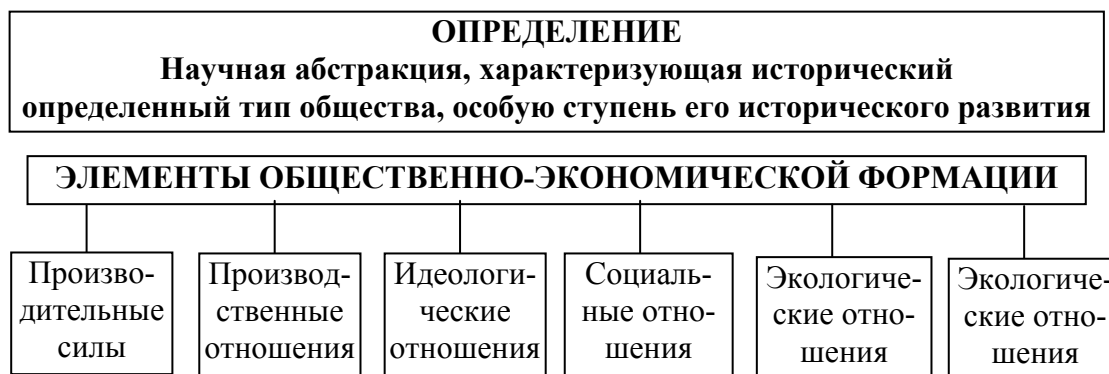 ОПРЕДЕЛЕНИЕ
Научная абстракция, характеризующая исторический
определенный тип общества, особую ступень его исторического развития
ЭЛЕМЕНТЫ ОБЩЕСТВЕННО-ЭКОНОМИЧЕСКОЙ ФОРМАЦИИ
Произво-
дительные
силы
Производ-
ственные
отношения
Идеологи-
ческие
отношения
Социаль-
ные отно-
шения
Экологиче-
ские отно-
шения
Экологиче-
ские отно-
шения